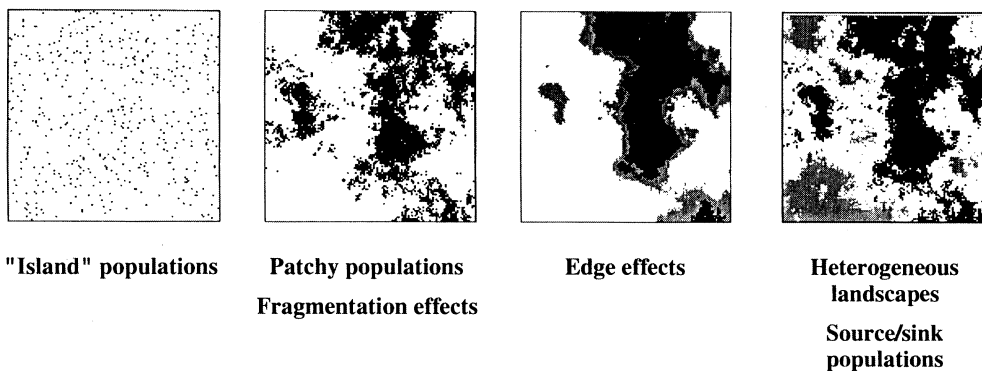 "Island" populations
Patchy populations
Fragmentation effects
Edge effects
Heterogeneous
landscapes
Source/sink
populations